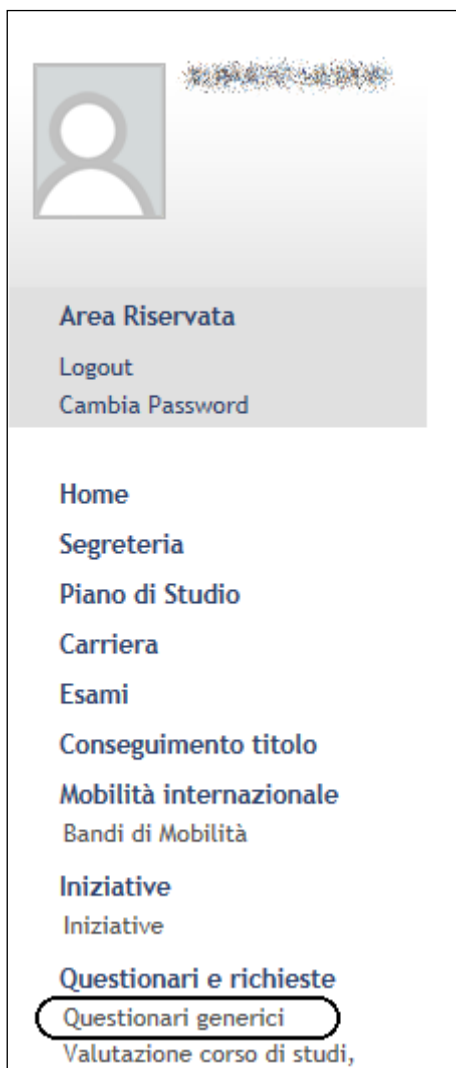 Area Riservata
Logout
Cambia Password
Home
Segreteria
Piano di Studio
Carriera
Esami
Conseguimento titolo
Mobilità internazionale
Bandi di Mobilità
Iniziative
Iniziative
Questionari e richieste
Questionari generici
Valutazione corso di studi,